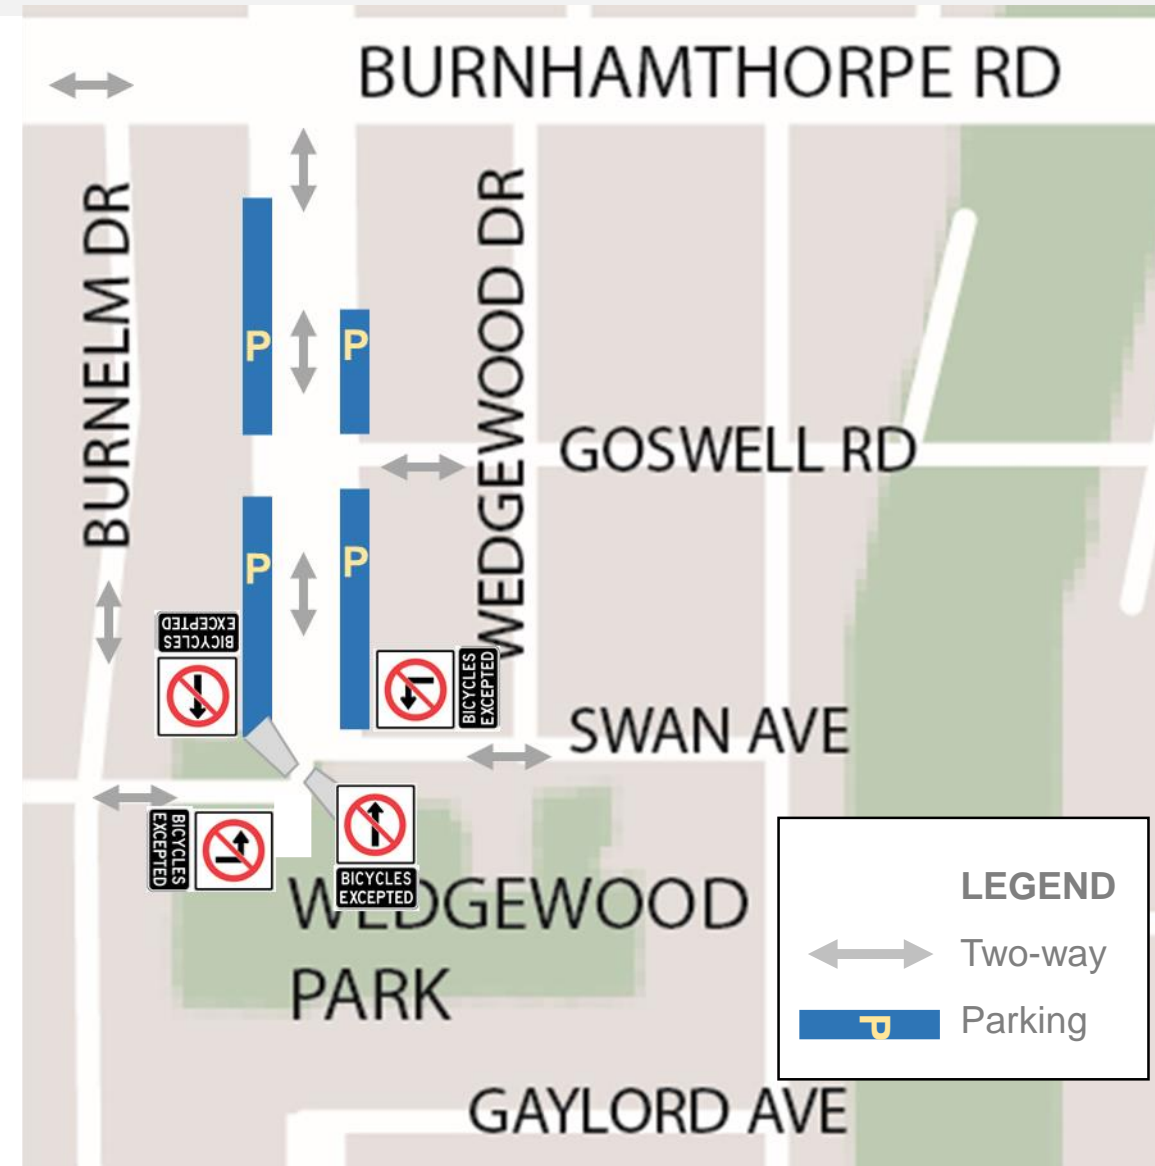 BURNHAMTHORPE RD
BURNELM DR
WEDGEWOOD DR
P
P
GOSWELL RD
P
P
BICYCLES
EXCEPTED
BICYCLES
EXCEPTED
SWAN AVE
BICYCLES
EXCEPTED
BICYCLES
EXCEPTED
WEDGEWOOD
PARK
LEGEND
Two-way
P
Parking
GAYLORD AVE